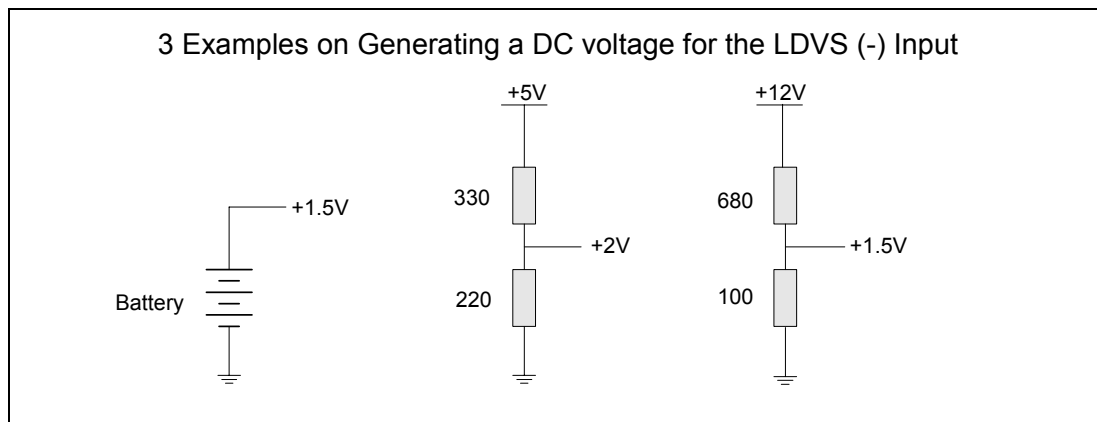 3 Examples on Generating a DC voltage for the LDVS (-) Input
+5V
+12V
330
680
+1.5V
+2V
+1.5V
Battery
220
100